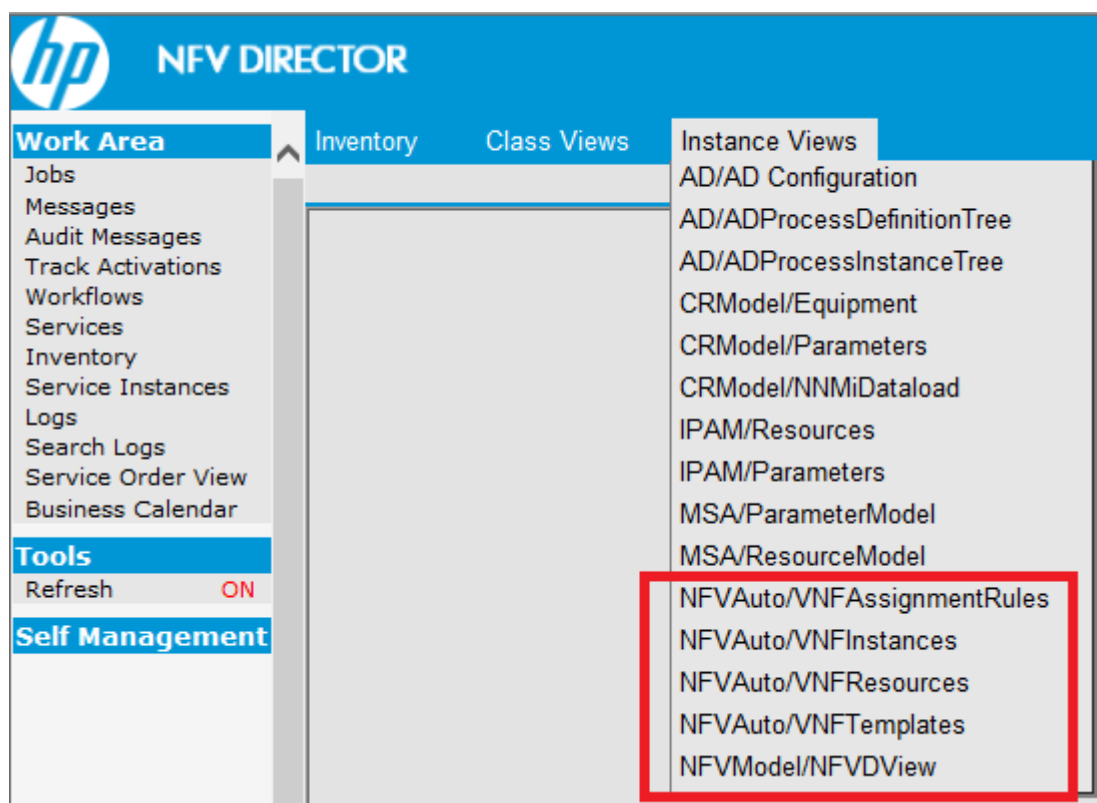 hp
NFV DIRECTOR
Work Area
Jobs
Messages
Audit Messages
Track Activations
Workflows
Services
Inventory
Service Instances
Logs
Search Logs
Service Order View
Business Calendar
Tools
Refresh ON
Self Management
Inventory Class Views Instance Views
AD/AD Configuration
AD/ADProcessDefinitionTree
AD/ADProcessInstanceTree
CRModel/Equipment
CRModel/Parameters
CRModel/NNMiDataload
IPAM/Resources
IPAM/Parameters
MSA/ParameterModel
MSA/ResourceModel
NFVAuto/VNFAssignmentRules
NFVAuto/VNFInstances
NFVAuto/VNFResources
NFVAuto/VNFTemplates
NFVModel/NFVDView